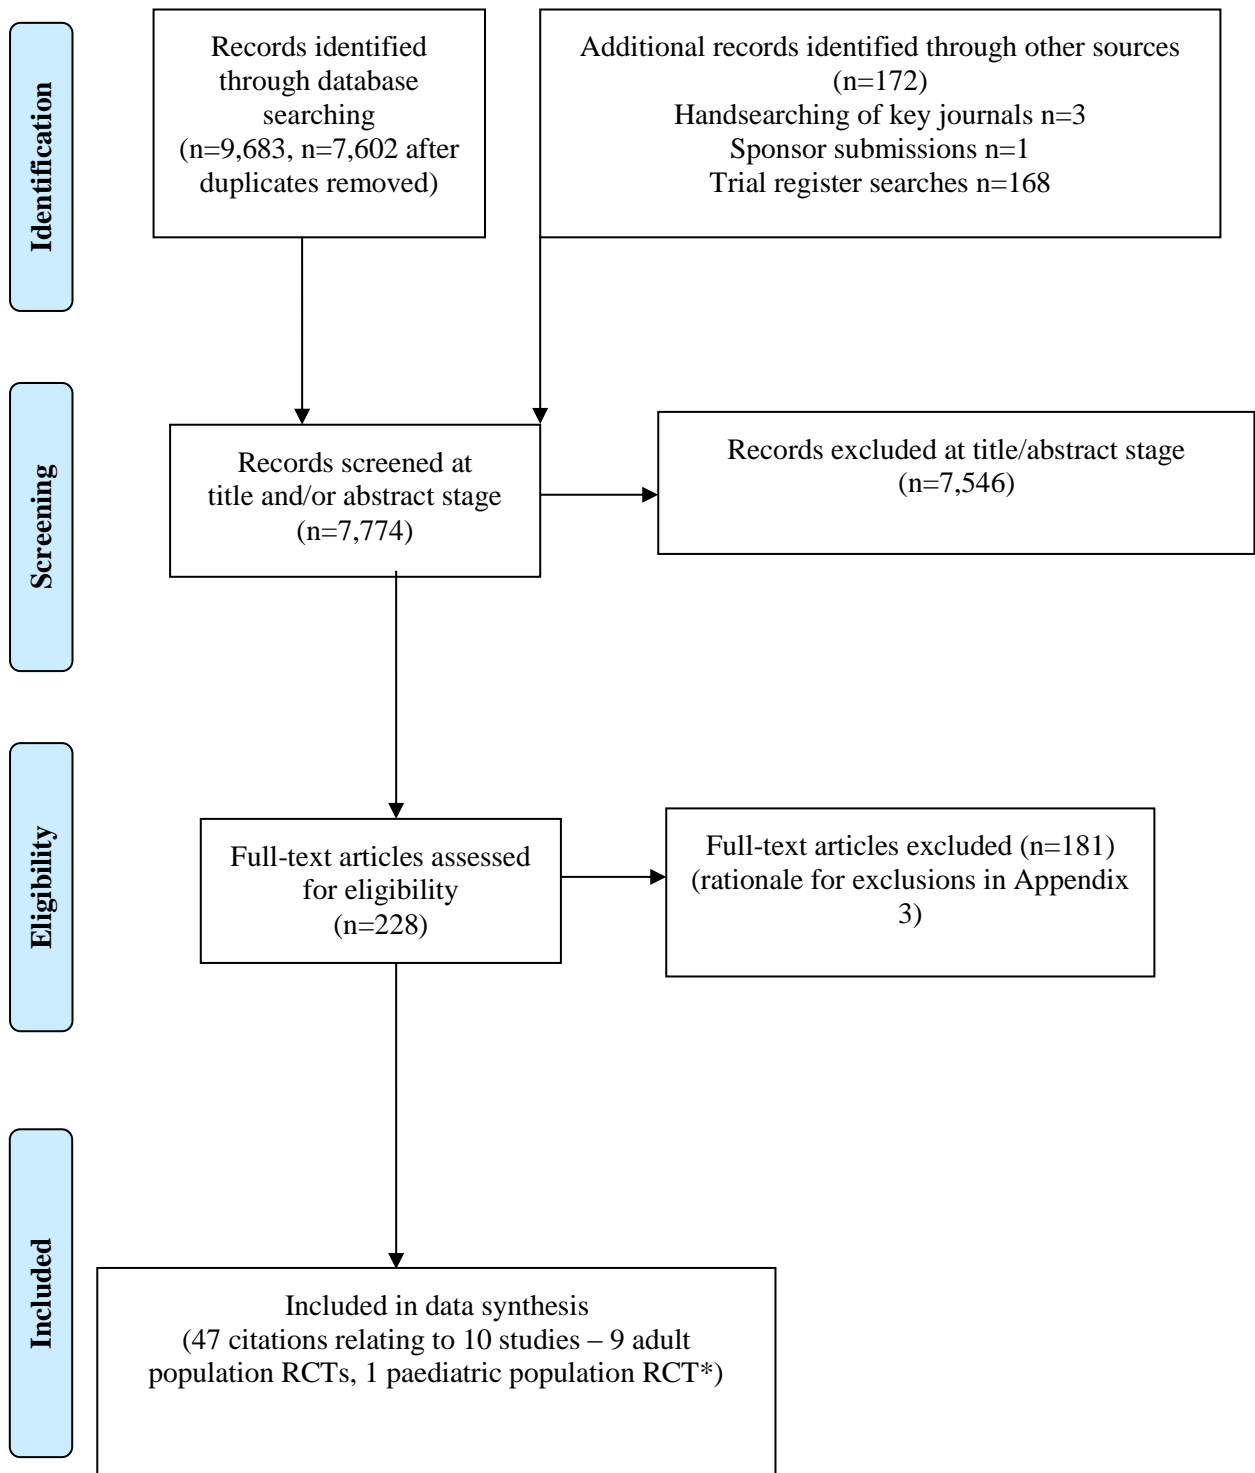 Identification
Records identified
through database
searching
(n=9,683, n=7,602 after
duplicates removed)
Additional records identified through other sources
(n=172)
Handsearching of key journals n=3
Sponsor submissions n=1
Trial register searches n=168
Screening
Records screened at
title and/or abstract stage
(n=7,774)
Records excluded at title/abstract stage
(n=7,546)
Eligibility
Full-text articles assessed
for eligibility
(n=228)
Full-text articles excluded (n=181)
(rationale for exclusions in Appendix
3)
Included
Included in data synthesis
(47 citations relating to 10 studies – 9 adult
population RCTs, 1 paediatric population RCT*)